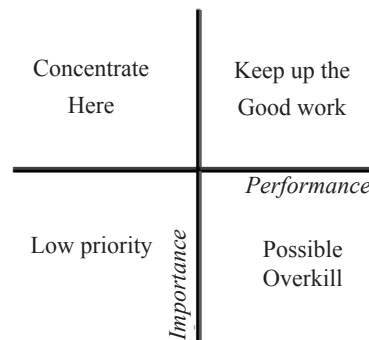 Concentrate
Here
Keep up the
Good work
Performance
Low priority
Importance
Possible
Overkill